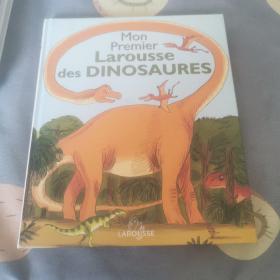 Mon
Premier
Larousse
des DINOSAURES
LAROUSSE